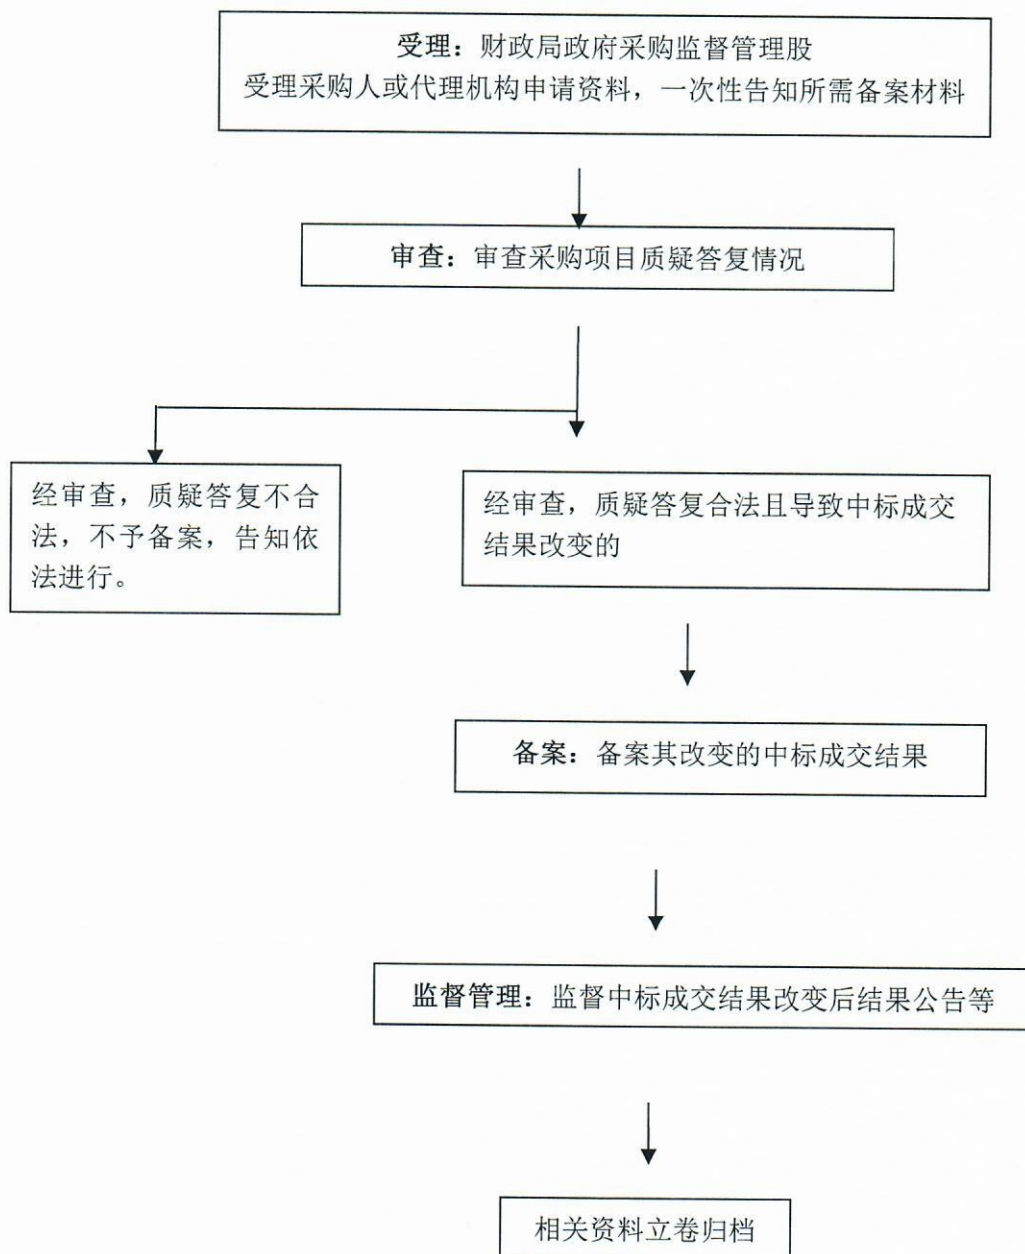 受理：财政局政府采购监督管理股
受理采购人或代理机构申请资料，一次性告知所需备案材料
审查：审查采购项目质疑答复情况
经审查，质疑答复不合
法，不予备案，告知依
法进行。
经审查，质疑答复合法且导致中标成交
结果改变的
备案：备案其改变的中标成交结果
监督管理：监督中标成交结果改变后结果公告等
相关资料立卷归档